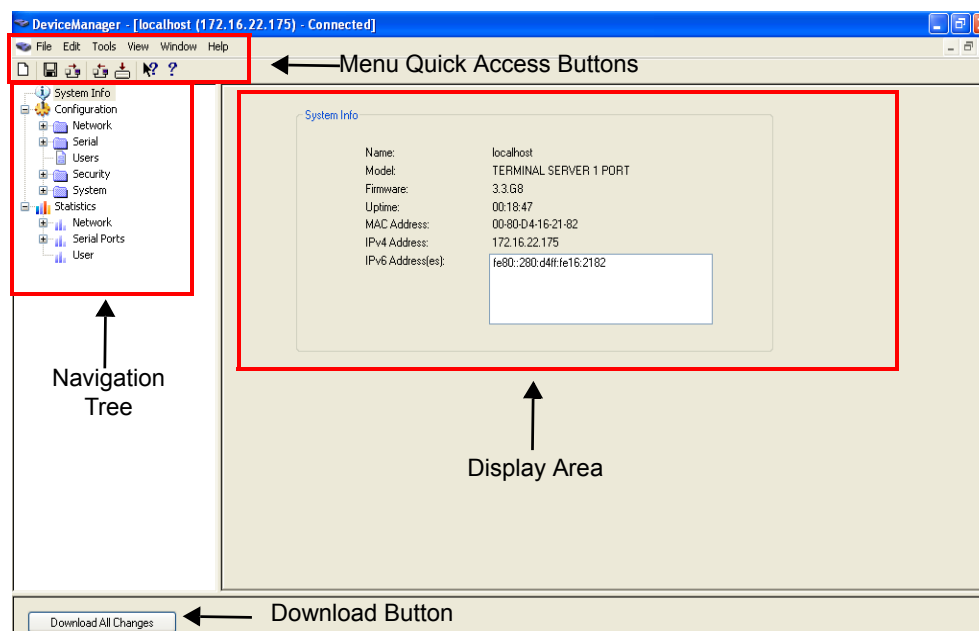 DeviceManager - [localhost (172.16.22.175) - Connected]
File Edit Tools View Window Help
Menu Quick Access Buttons
System Info
Configuration
Network
Serial
Users
Security
System
Statistics
Network
Serial Ports
User
Navigation
Tree
System Info
Name: localhost
Model: TERMINAL SERVER 1 PORT
Firmware: 3.3.G8
Uptime: 00:18:47
MAC Address: 00-80-D4-16-21-82
IPv4 Address: 172.16.22.175
IPv6 Address(es): fe80::280:d4ff:fe16:2182
Display Area
Download All Changes
Download Button